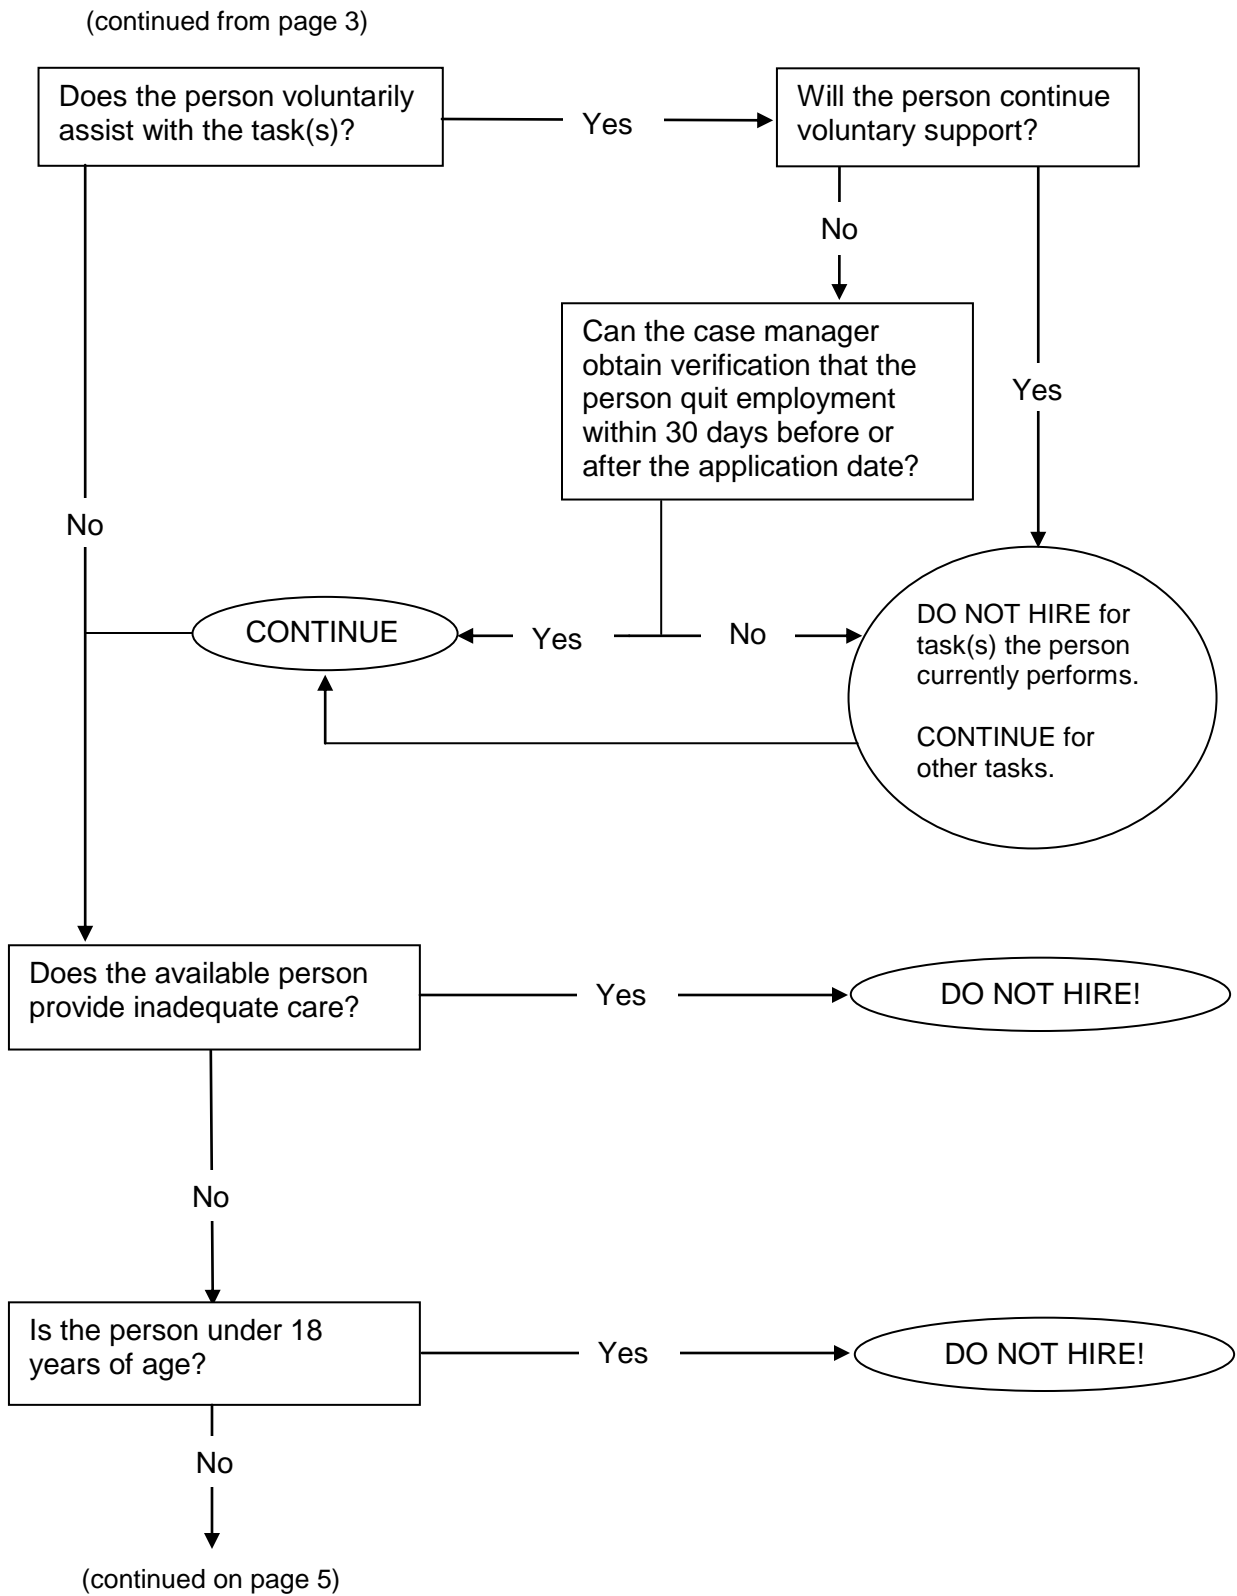 (continued from page 3)
Does the person voluntarily
assist with the task(s)?
Yes
Will the person continue
voluntary support?
No
Can the case manager
obtain verification that the
person quit employment
within 30 days before or
after the application date?
Yes
No
CONTINUE
Yes
No
DO NOT HIRE for
task(s) the person
currently performs.
CONTINUE for
other tasks.
Does the available person
provide inadequate care?
Yes
DO NOT HIRE!
No
Is the person under 18
years of age?
Yes
DO NOT HIRE!
No
(continued on page 5)